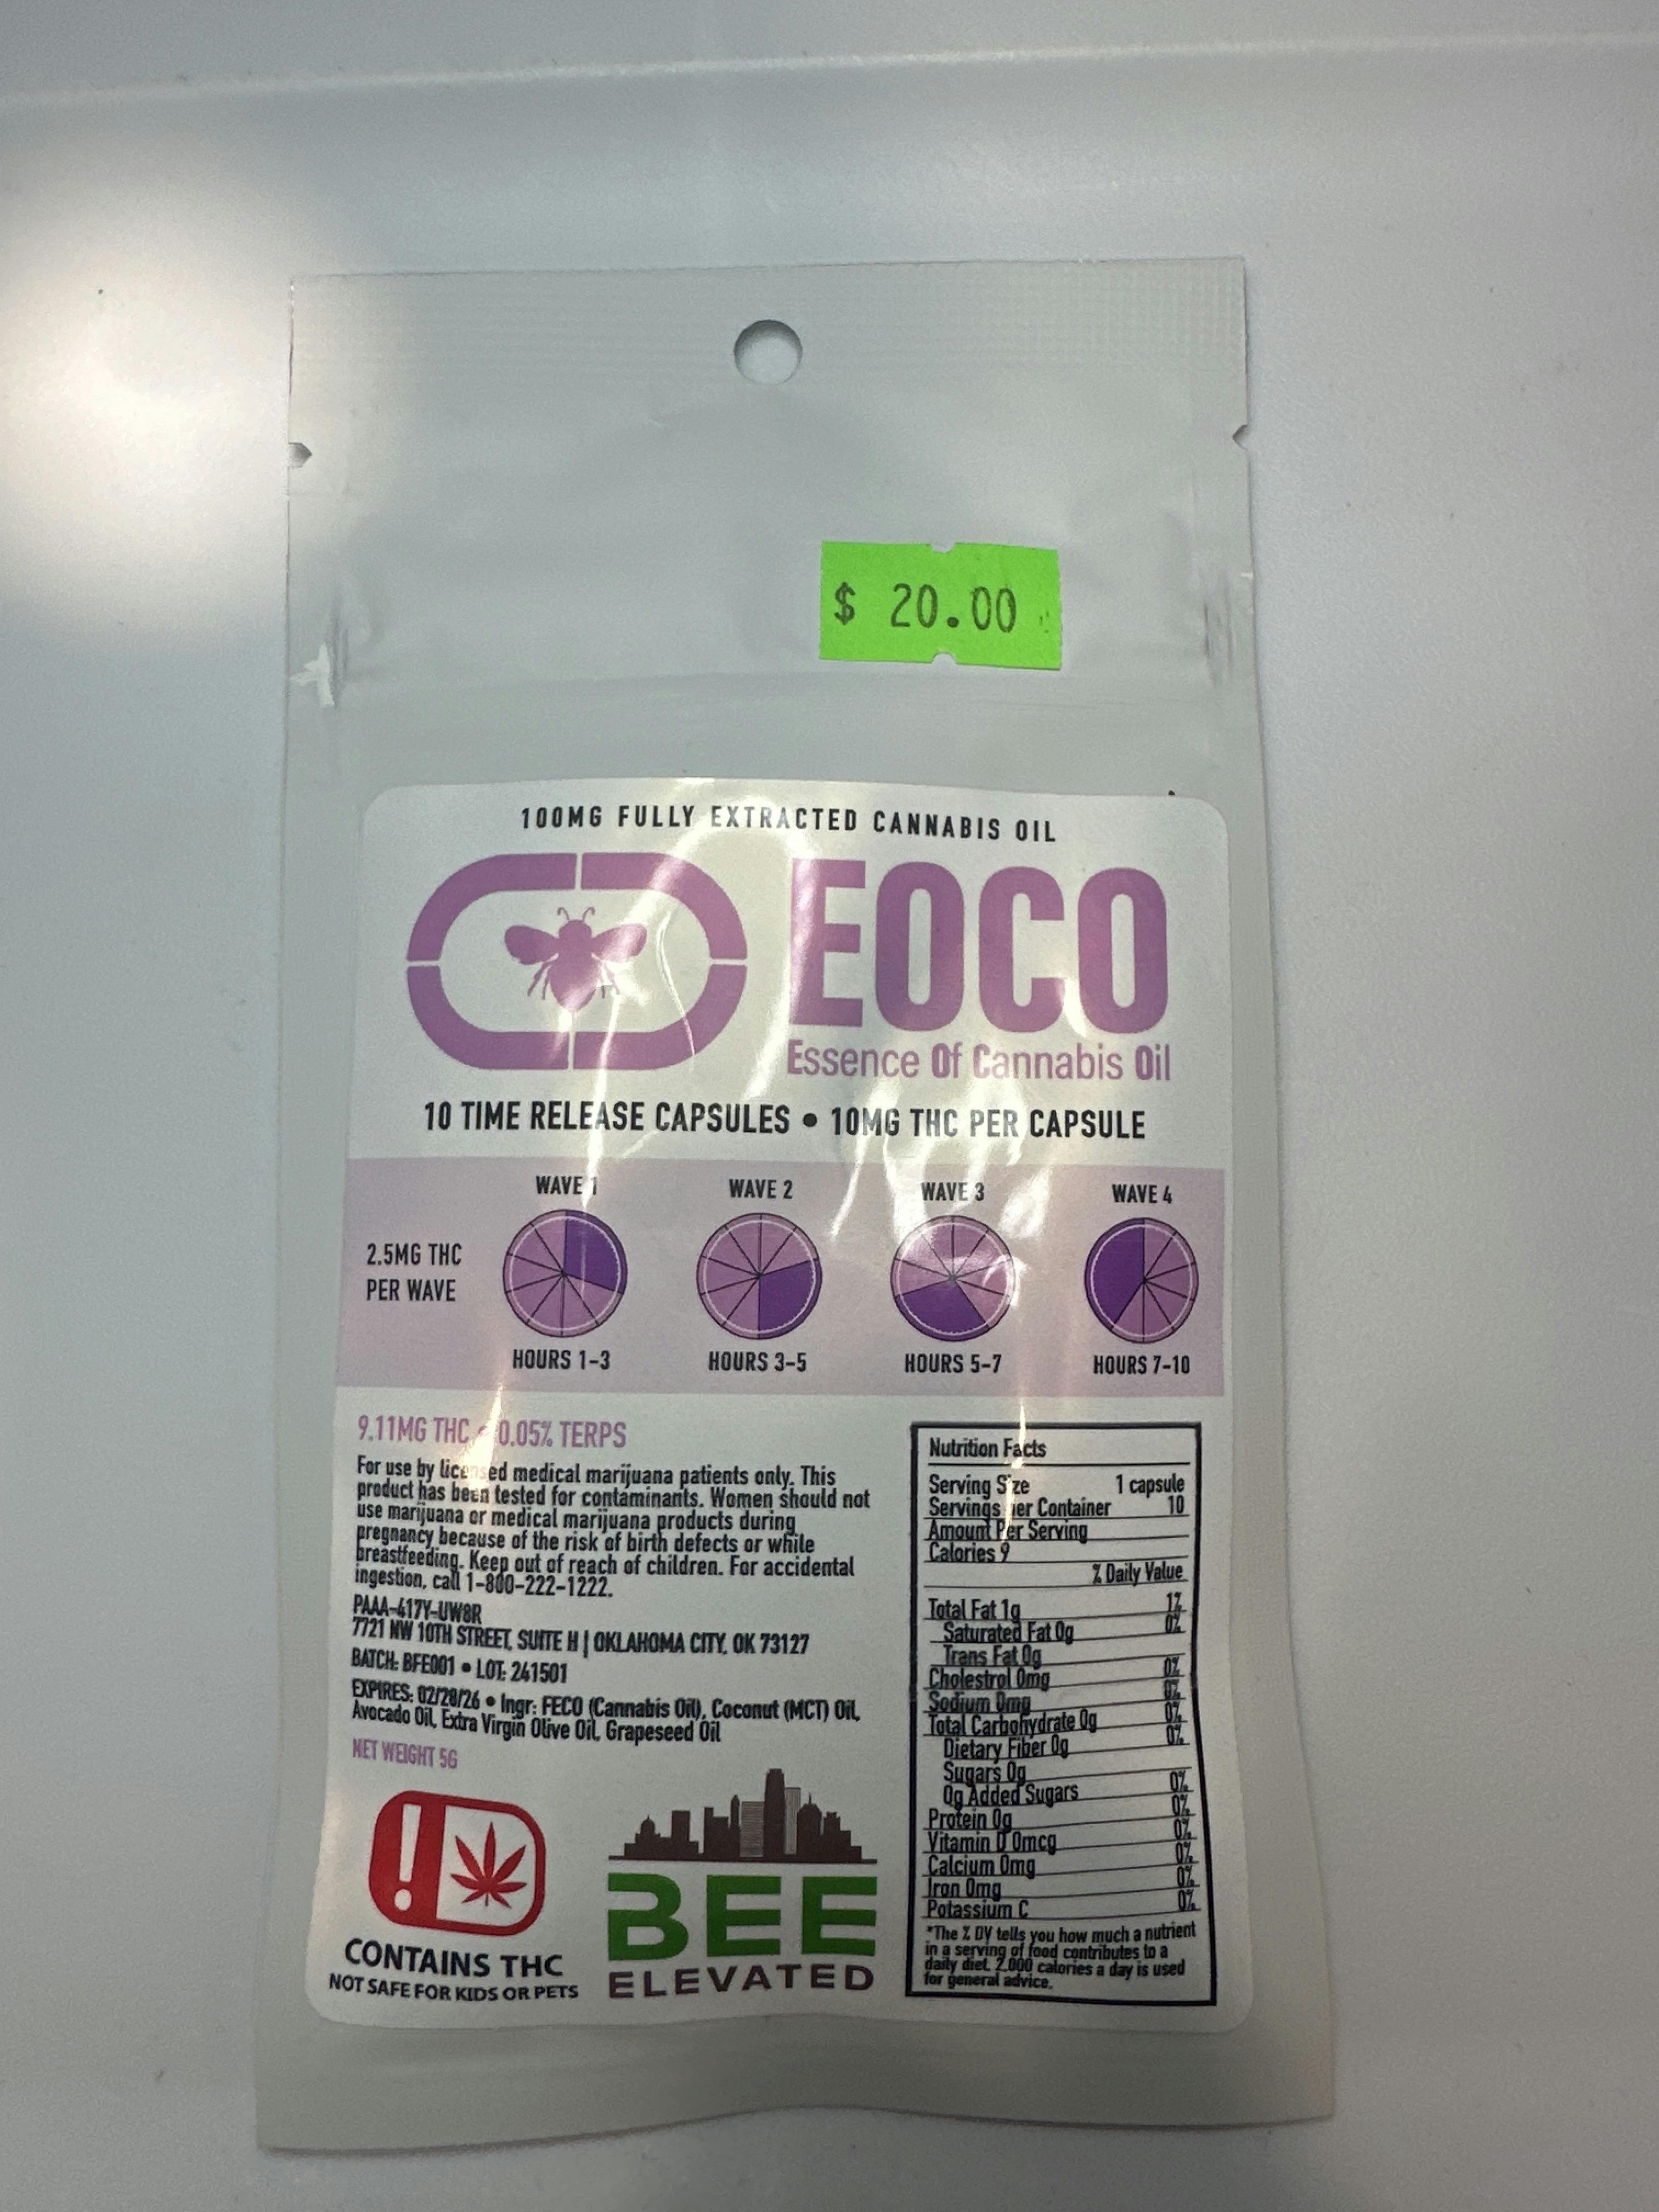 $ 20.00
100MG FULLY EXTRACTED CANNABIS OIL
EOCO
Essence Of Cannabis Oil
10 TIME RELEASE CAPSULES • 10MG THC PER CAPSULE
WAVE 1
WAVE 2
WAVE 3
WAVE 4
2.5MG THC
PER WAVE
HOURS 1-3
HOURS 3-5
HOURS 5-7
HOURS 7-10
9.11MG THC • 0.05% TERPS
For use by licensed medical marijuana patients only. This
product has been tested for contaminants. Women should not
use marijuana or medical marijuana products during
pregnancy because of the risk of birth defects or while
breastfeeding. Keep out of reach of children. For accidental
ingestion, call 1-800-222-1222.
PAAA-417Y-UW8R
7721 NW 10TH STREET, SUITE H | OKLAHOMA CITY, OK 73127
BATCH: BFE001 • LOT: 241501
EXPIRES: 02/28/26 • Ingr: FECO (Cannabis Oil), Coconut (MCT) Oil,
Avocado Oil, Extra Virgin Olive Oil, Grapeseed Oil
NET WEIGHT 5G
CONTAINS THC
NOT SAFE FOR KIDS OR PETS
BEE
ELEVATED
Nutrition Facts
Serving Size 1 capsule
Servings Per Container 10
Amount Per Serving
Calories 9
% Daily Value
Total Fat 1g 1%
Saturated Fat 0g 0%
Trans Fat 0g
Cholestrol 0mg 0%
Sodium 0mg 0%
Total Carbohydrate 0g 0%
Dietary Fiber 0g 0%
Sugars 0g
0g Added Sugars 0%
Protein 0g 0%
Vitamin D 0mcg 0%
Calcium 0mg 0%
Iron 0mg 0%
Potassium C 0%
*The % DV tells you how much a nutrient
in a serving of food contributes to a
daily diet. 2,000 calories a day is used
for general advice.